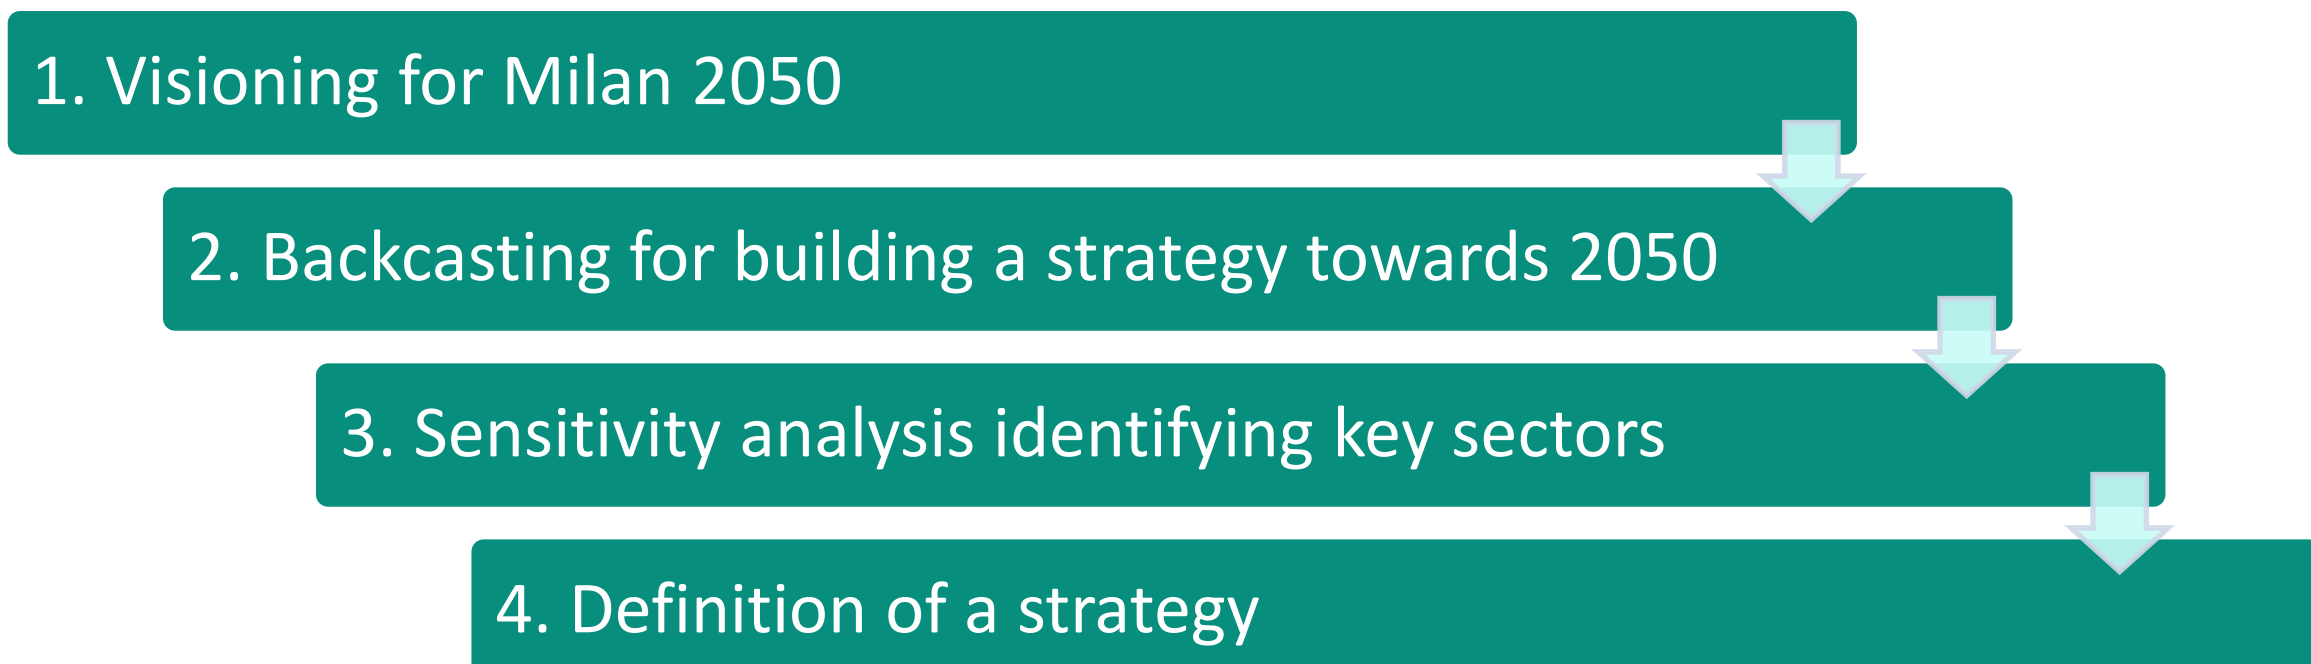 1. Visioning for Milan 2050
2. Backcasting for building a strategy towards 2050
3. Sensitivity analysis identifying key sectors
4. Definition of a strategy